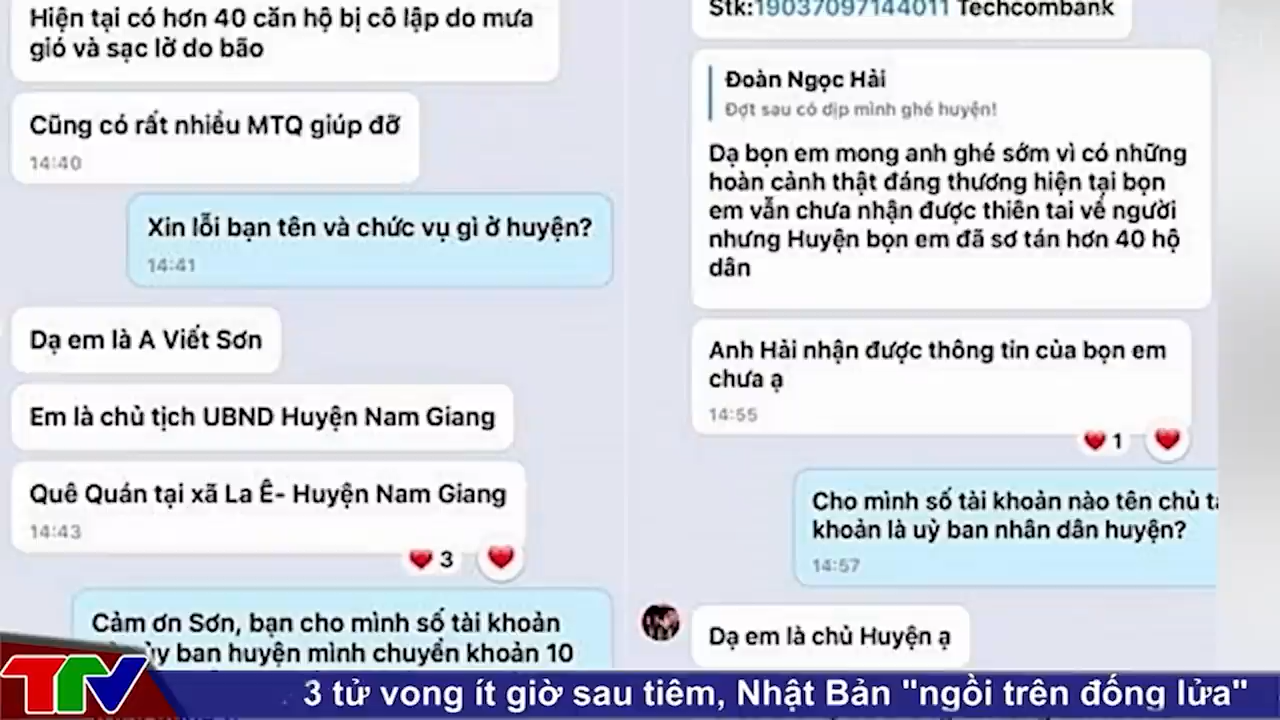 Hiện tại có hơn 40 căn hộ bị cô lập do mưa
gió và sạc lờ do bão
Cũng có rất nhiều MTQ giúp đỡ
14:40
Xin lỗi bạn tên và chức vụ gì ở huyện?
14:41
Dạ em là A Viết Sơn
Em là chủ tịch UBND Huyện Nam Giang
Quê Quán tại xã La Ê- Huyện Nam Giang
14:43
3
Cảm ơn Sơn, bạn cho mình số tài khoản
ủy ban huyện mình chuyển khoản 10
Stk:19037097144011 Techcombank
Đoàn Ngọc Hải
Đợt sau có dịp mình ghé huyện!
Dạ bọn em mong anh ghé sớm vì có những
hoàn cảnh thật đáng thương hiện tại bọn
em vẫn chưa nhận được thiên tai về người
nhưng Huyện bọn em đã sơ tán hơn 40 hộ
dân
Anh Hải nhận được thông tin của bọn em
chưa ạ
14:55
1
Cho mình số tài khoản nào tên chủ tà
khoản là uỷ ban nhân dân huyện?
14:57
Dạ em là chủ Huyện ạ
TTV
3 tử vong ít giờ sau tiêm, Nhật Bản "ngồi trên đống lửa"